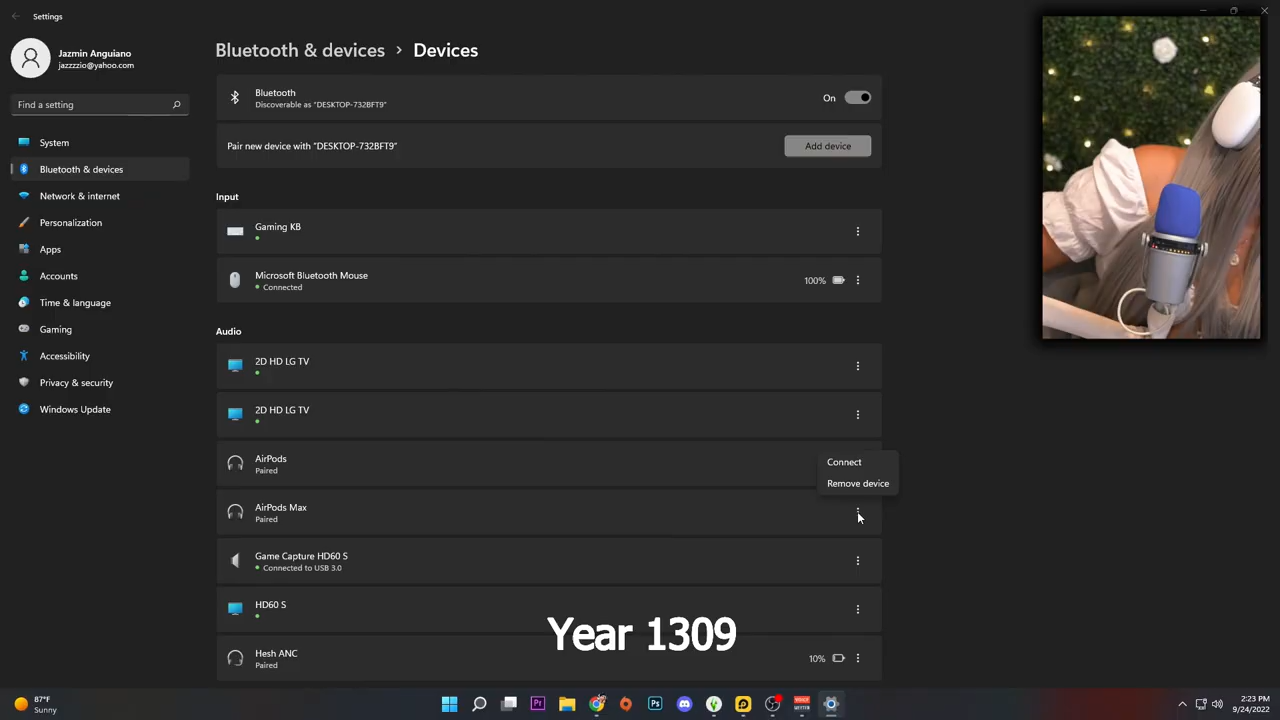 Settings
Jazmin Anguiano
jazzzzio@yahoo.com
Find a setting
System
Bluetooth & devices
Network & internet
Personalization
Apps
Accounts
Time & language
Gaming
Accessibility
Privacy & security
Windows Update
Bluetooth & devices > Devices
Bluetooth
Discoverable as "DESKTOP-732BFT9"
On
Pair new device with "DESKTOP-732BFT9"
Add device
Input
Gaming KB
Microsoft Bluetooth Mouse
Connected
100%
Audio
2D HD LG TV
2D HD LG TV
AirPods
Paired
Connect
Remove device
AirPods Max
Paired
Game Capture HD60 S
Connected to USB 3.0
HD60 S
Year 1309
Hesh ANC
Paired
10%
87°F
Sunny
Pr
Ps
2:23 PM
9/24/2022